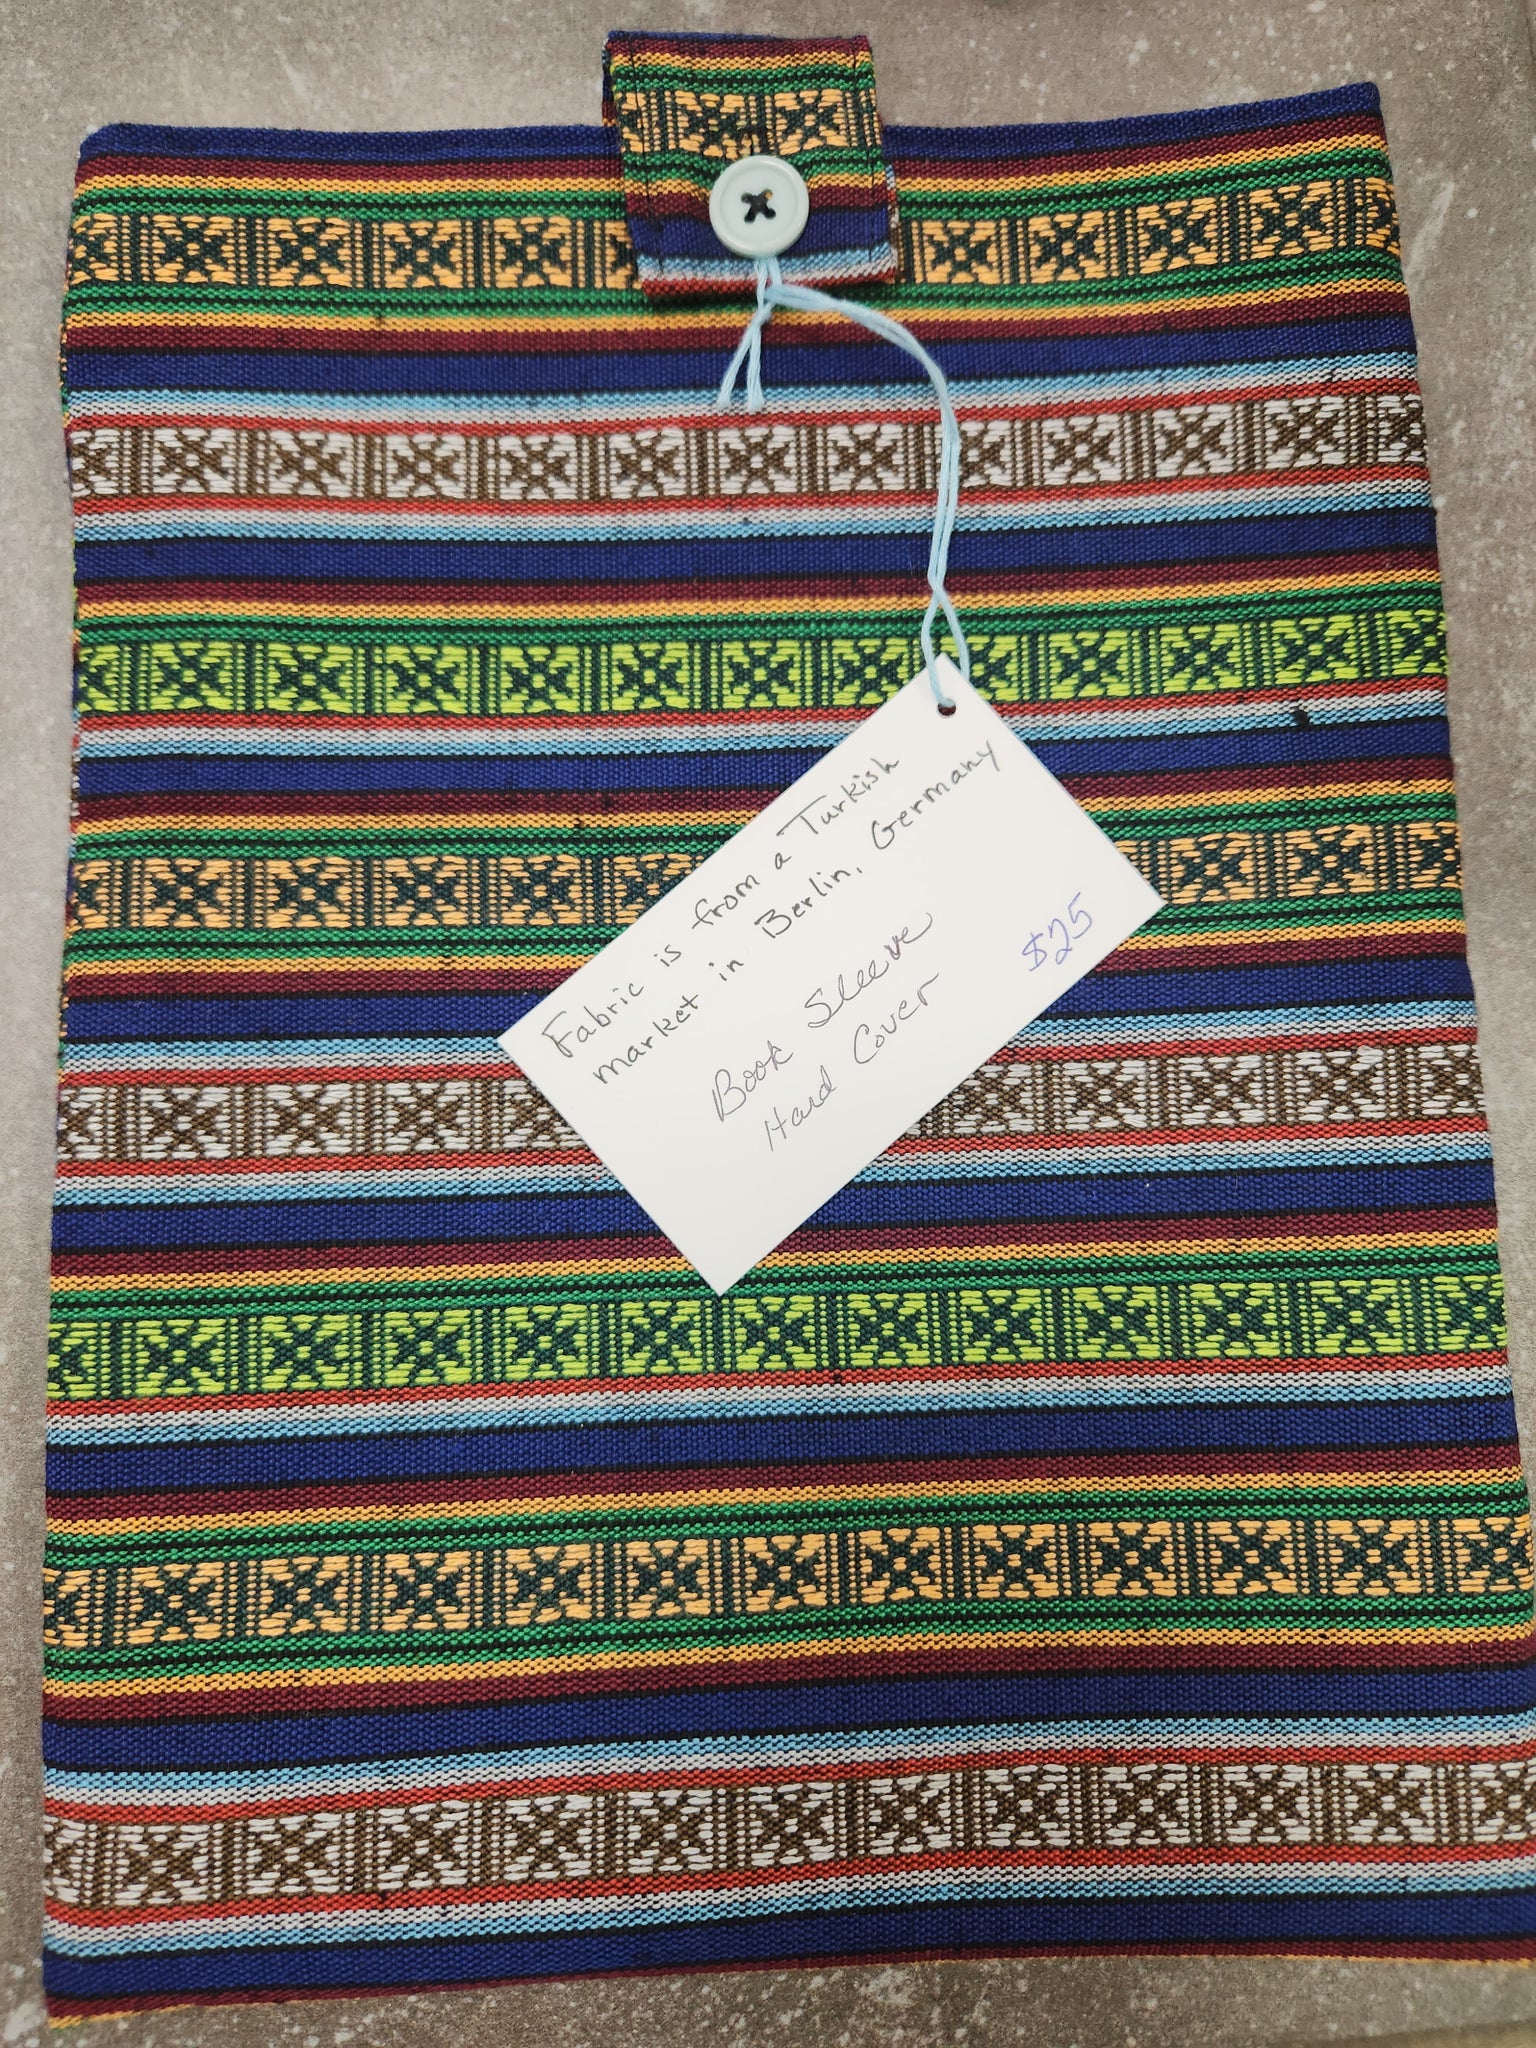 Fabric is from a Turkish
market in Berlin, Germany
Book Sleeve
Hard Cover
$25